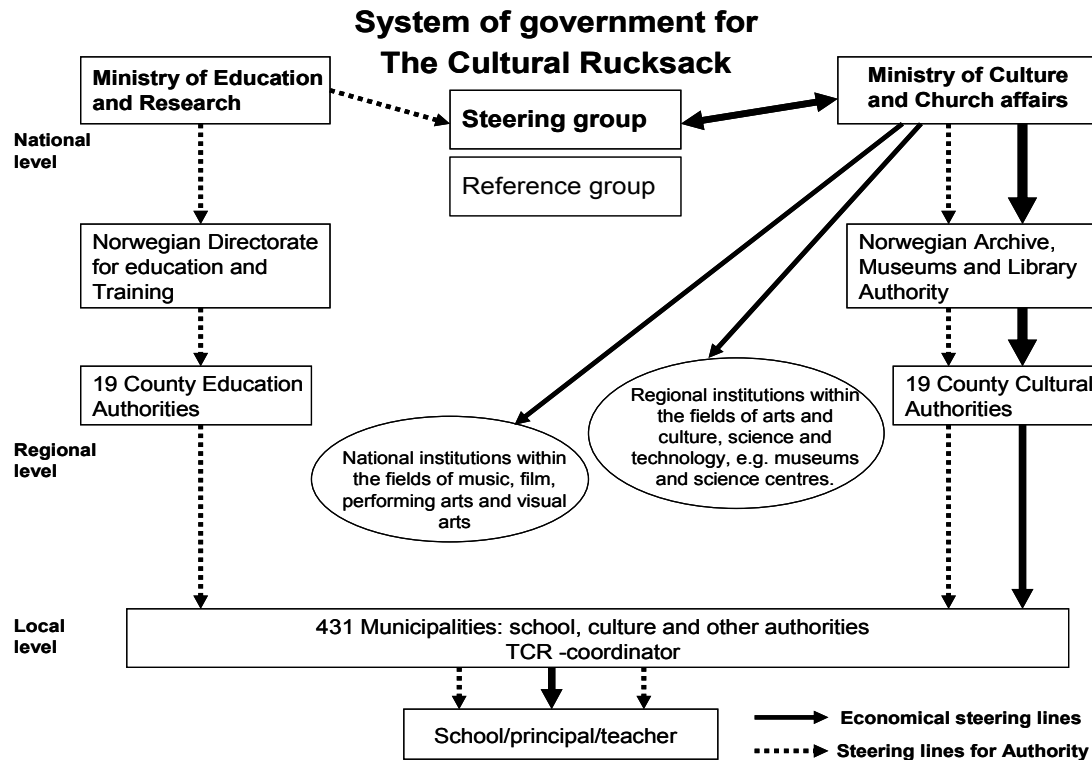 System of government for
The Cultural Rucksack
Ministry of Education
and Research
Steering group
Reference group
Ministry of Culture
and Church affairs
National
level
Norwegian Directorate
for education and
Training
Norwegian Archive,
Museums and Library
Authority
19 County Education
Authorities
19 County Cultural
Authorities
Regional
level
National institutions within
the fields of music, film,
performing arts and visual
arts
Regional institutions within
the fields of arts and
culture, science and
technology, e.g. museums
and science centres.
Local
level
431 Municipalities: school, culture and other authorities
TCR -coordinator
School/principal/teacher
Economical steering lines
Steering lines for Authority